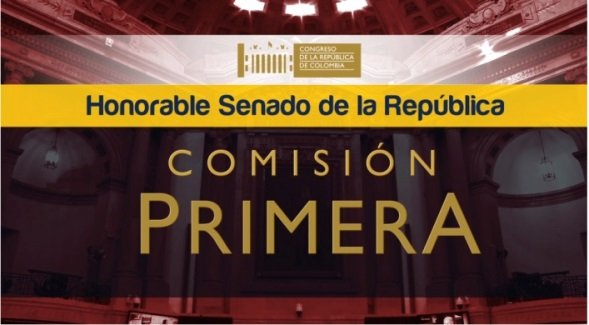 CONGRESO
DE LA REPÚBLICA
DE COLOMBIA
Honorable Senado de la República
COMISIÓN
PRIMERA